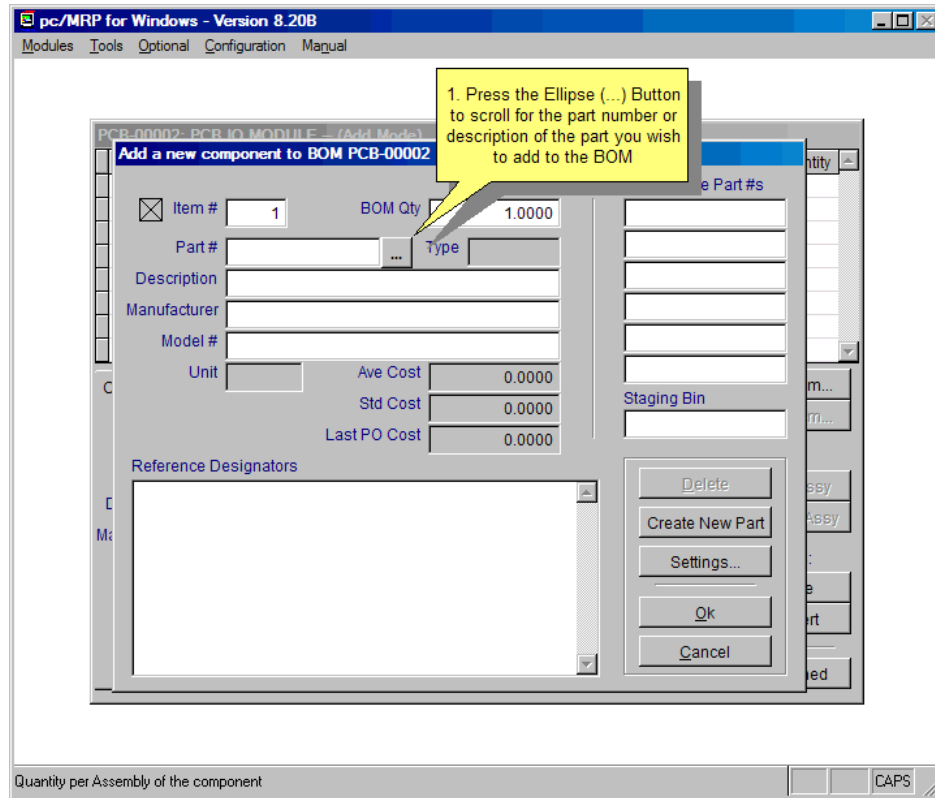 pc/MRP for Windows - Version 8.20B
Modules Tools Optional Configuration Manual
1. Press the Ellipse (...) Button
to scroll for the part number or
description of the part you wish
to add to the BOM
PCB-00002: PCB IO MODULE -- (Add Mode)
Add a new component to BOM PCB-00002
ntity
e Part #s
Item # 1 BOM Qty 1.0000
Part # ... Type
Description
Manufacturer
Model #
Unit Ave Cost 0.0000
Std Cost 0.0000
Last PO Cost 0.0000
Staging Bin
Reference Designators
Delete
Create New Part
Settings...
Ok
Cancel
m...
m...
ssy
Assy
:
e
ert
ned
Quantity per Assembly of the component CAPS